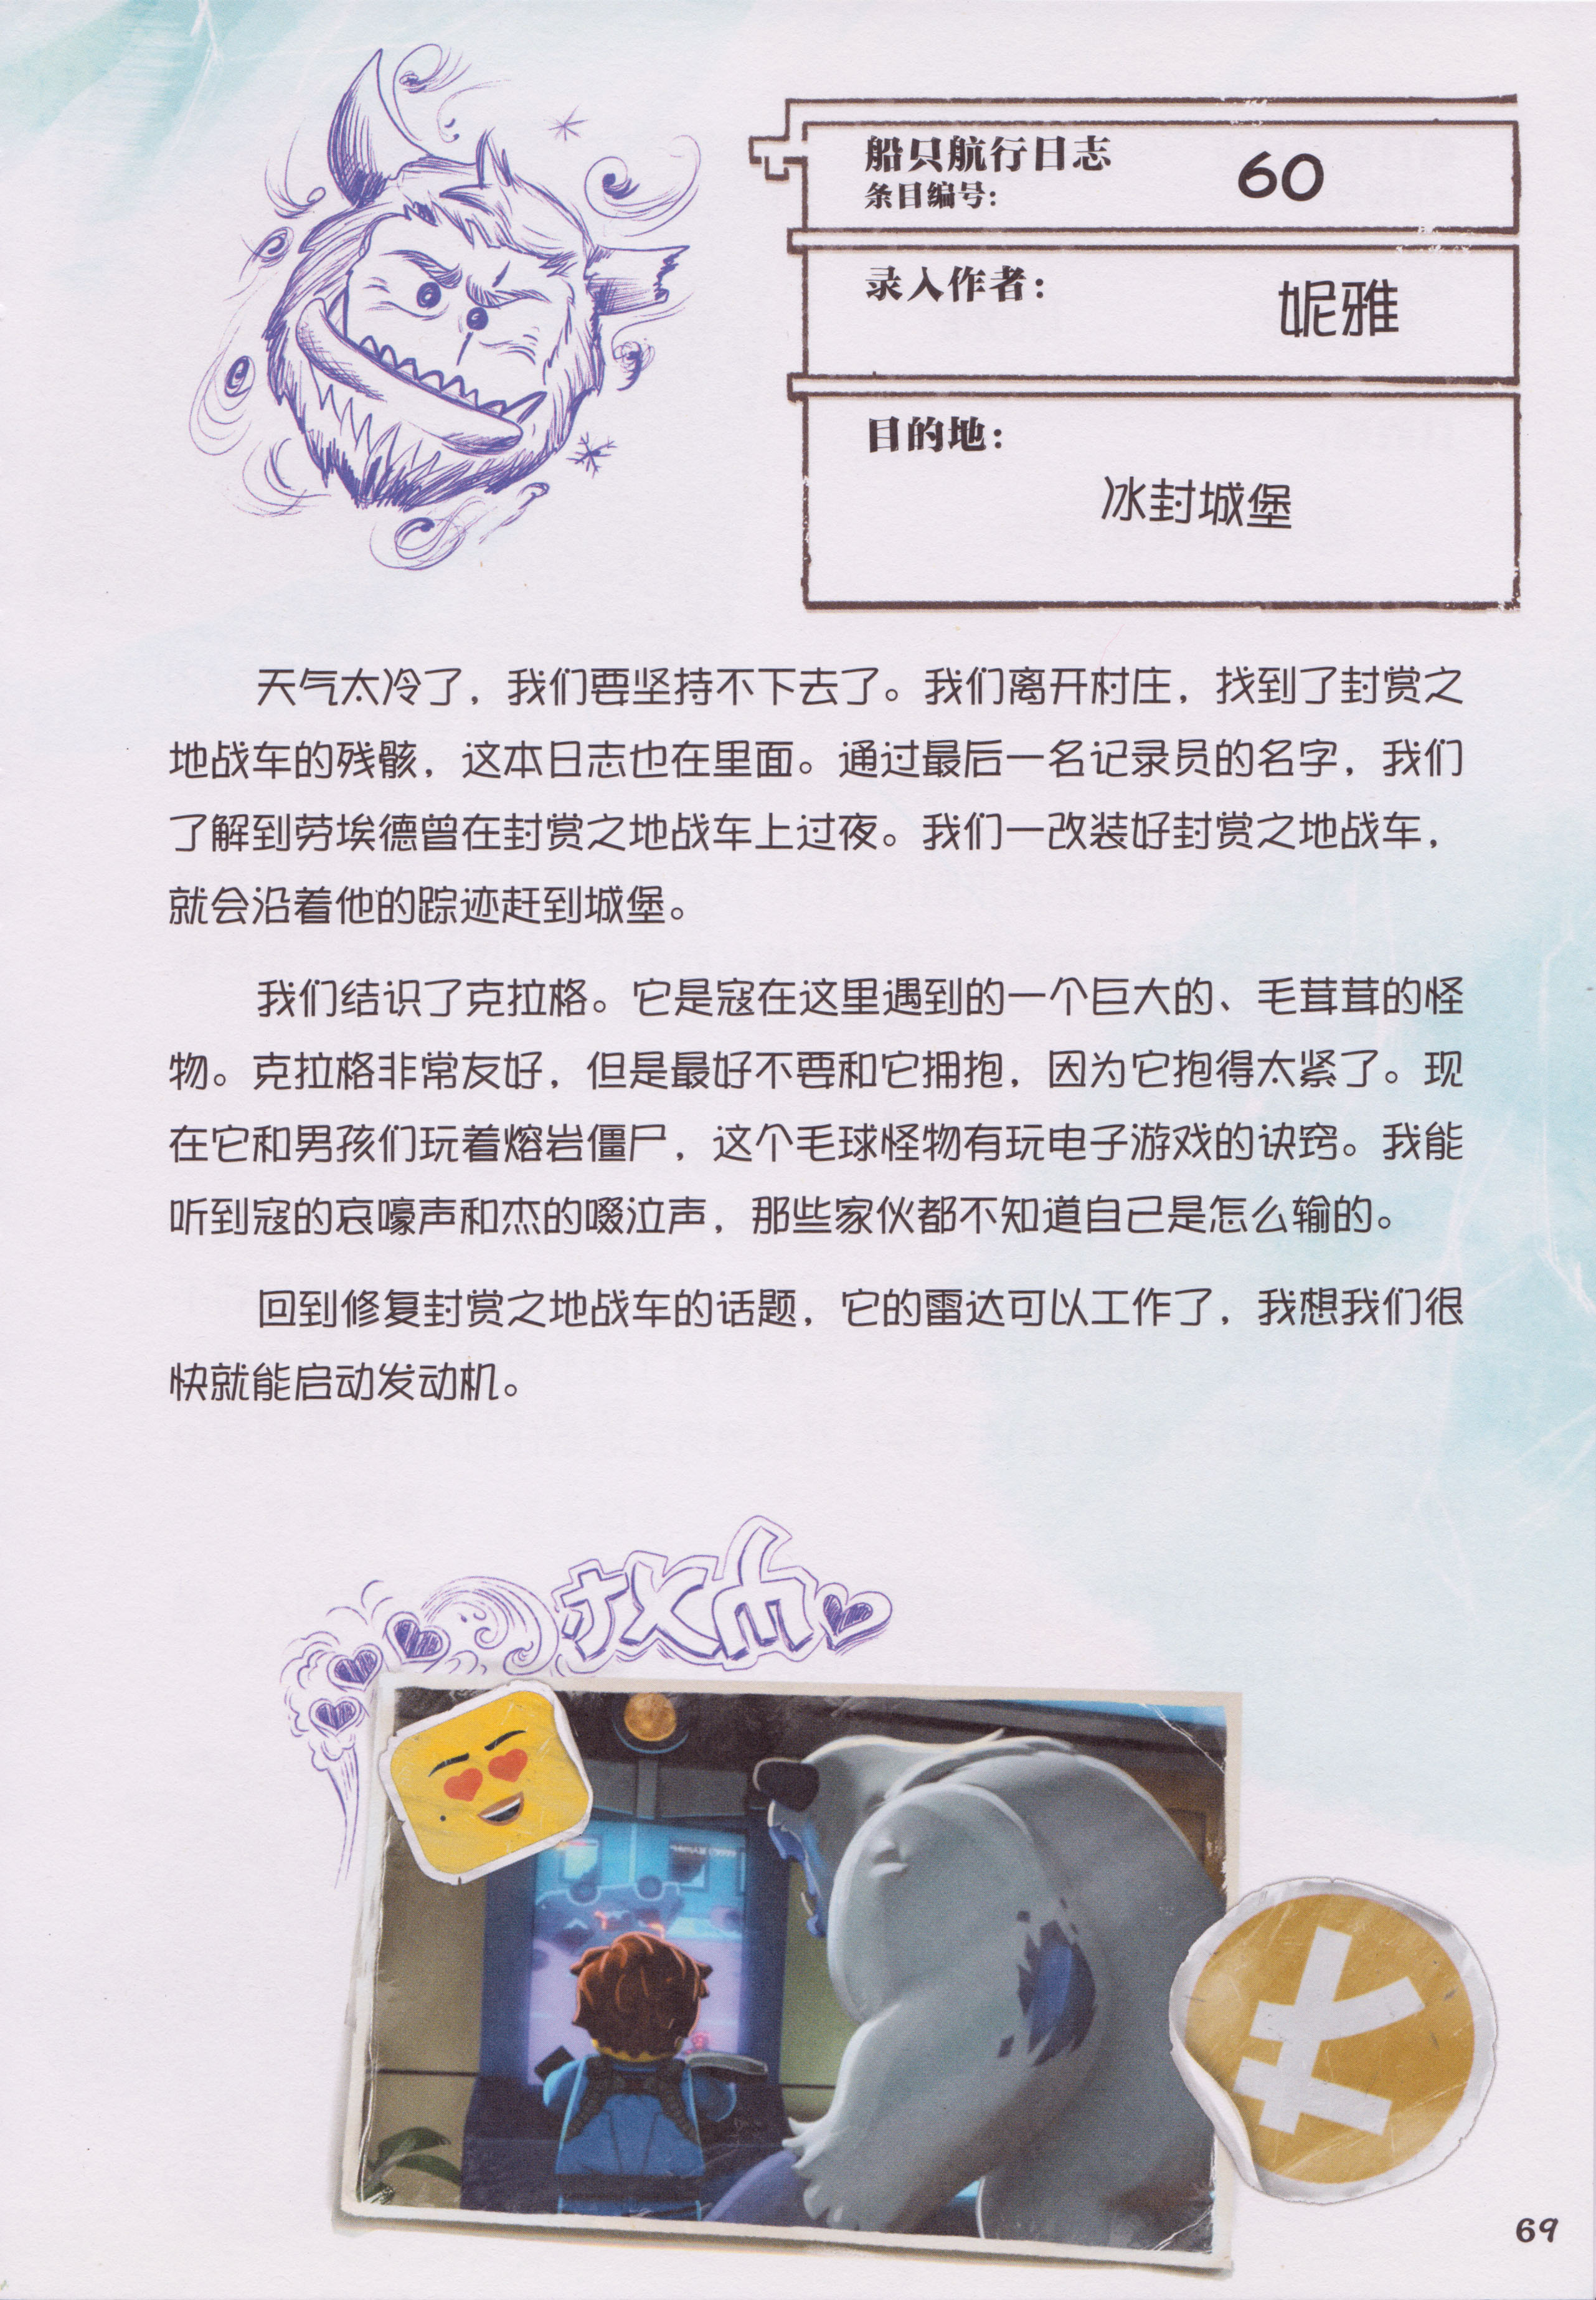 船只航行日志
条目编号：
60
录入作者：
妮雅
目的地：
冰封城堡
天气太冷了，我们要坚持不下去了。我们离开村庄，找到了封赏之
地战车的残骸，这本日志也在里面。通过最后一名记录员的名字，我们
了解到劳埃德曾在封赏之地战车上过夜。我们一改装好封赏之地战车，
就会沿着他的踪迹赶到城堡。
我们结识了克拉格。它是寇在这里遇到的一个巨大的、毛茸茸的怪
物。克拉格非常友好，但是最好不要和它拥抱，因为它抱得太紧了。现
在它和男孩们玩着熔岩僵尸，这个毛球怪物有玩电子游戏的诀窍。我能
听到寇的哀嚎声和杰的啜泣声，那些家伙都不知道自己是怎么输的。
回到修复封赏之地战车的话题，它的雷达可以工作了，我想我们很
快就能启动发动机。
69